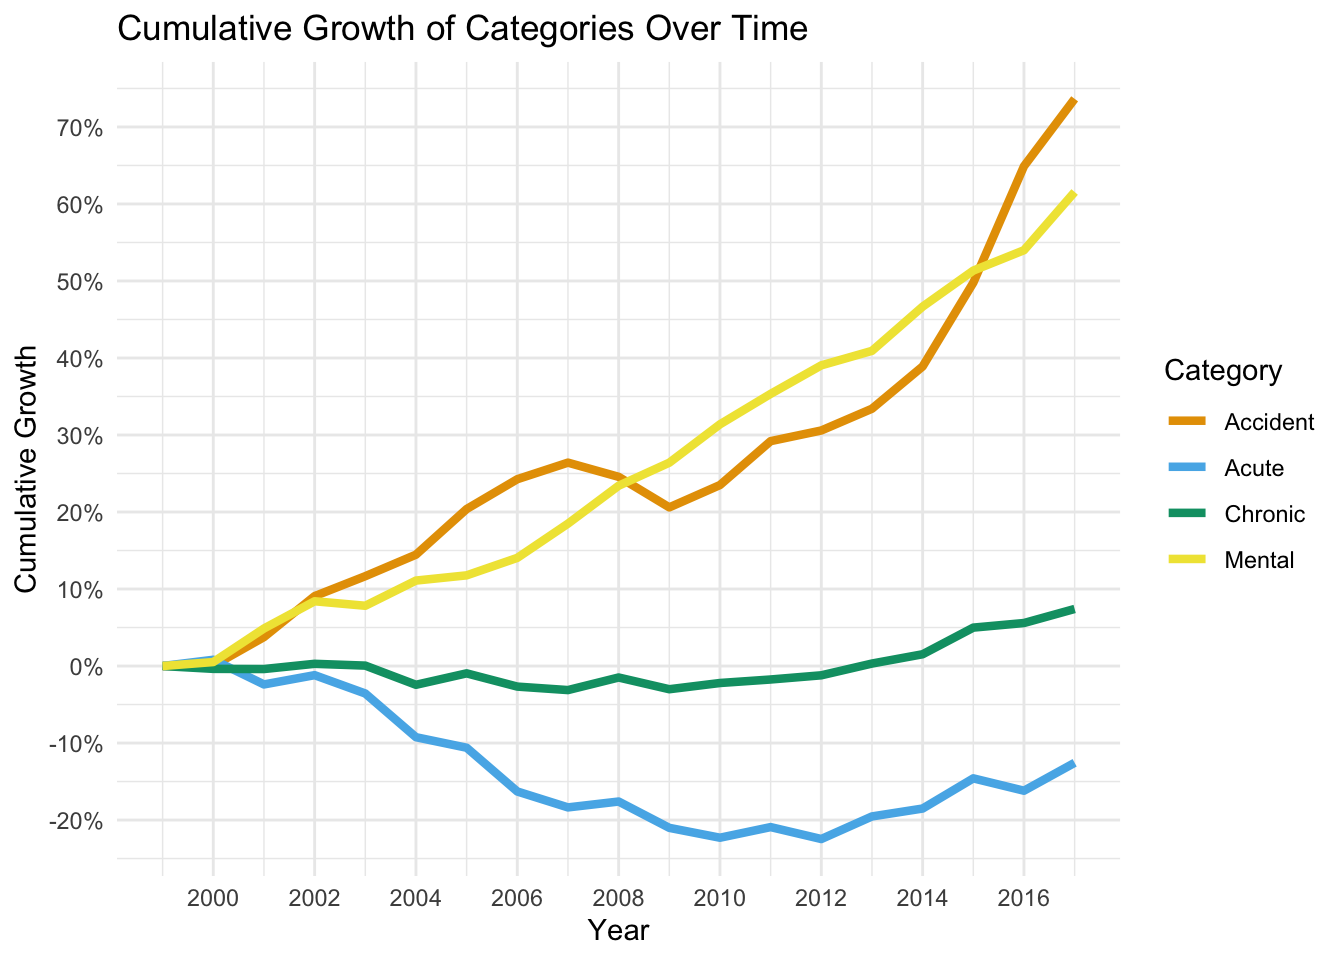 Cumulative Growth of Categories Over Time
Cumulative Growth
70%
60%
50%
40%
30%
20%
10%
0%
-10%
-20%
2000 2002 2004 2006 2008 2010 2012 2014 2016
Year
Category
Accident
Acute
Chronic
Mental